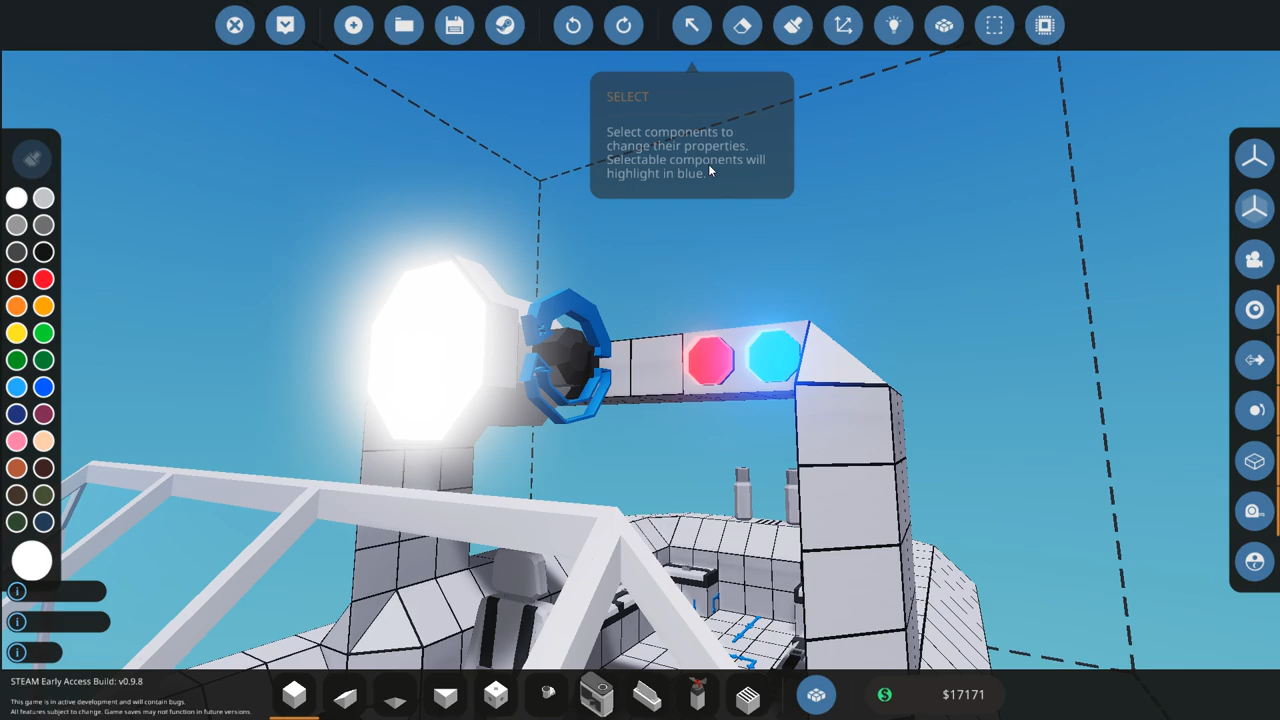 SELECT
Select components to
change their properties.
Selectable components will
highlight in blue.
STEAM Early Access Build: v0.9.8
This game is in active development and will contain bugs.
All features subject to change. Game saves may not function in future versions.
$17171